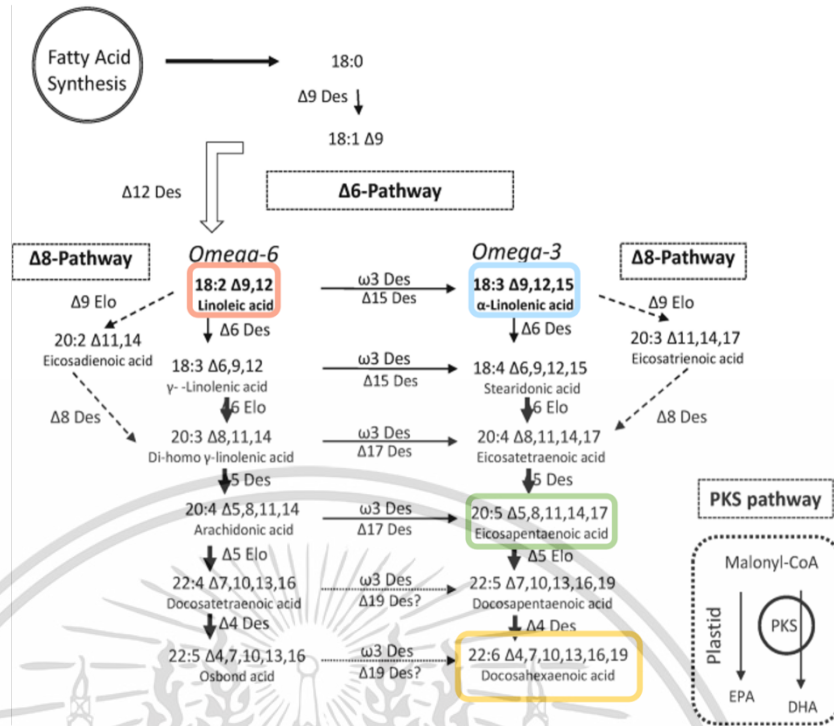 Fatty Acid
Synthesis
18:0
Δ9 Des
18:1 Δ9
Δ12 Des
Δ6-Pathway
Δ8-Pathway
Omega-6
Omega-3
Δ8-Pathway
18:2 Δ9,12
Linoleic acid
ω3 Des
Δ15 Des
18:3 Δ9,12,15
α-Linolenic acid
Δ9 Elo
Δ9 Elo
20:2 Δ11,14
Eicosadienoic acid
Δ6 Des
Δ6 Des
20:3 Δ11,14,17
Eicosatrienoic acid
18:3 Δ6,9,12
γ- -Linolenic acid
ω3 Des
Δ15 Des
18:4 Δ6,9,12,15
Stearidonic acid
Δ8 Des
6 Elo
6 Elo
Δ8 Des
20:3 Δ8,11,14
Di-homo γ-linolenic acid
ω3 Des
Δ17 Des
20:4 Δ8,11,14,17
Eicosatetraenoic acid
5 Des
5 Des
20:4 Δ5,8,11,14
Arachidonic acid
ω3 Des
Δ17 Des
20:5 Δ5,8,11,14,17
Eicosapentaenoic acid
Δ5 Elo
Δ5 Elo
22:4 Δ7,10,13,16
Docosatetraenoic acid
ω3 Des
Δ19 Des?
22:5 Δ7,10,13,16,19
Docosapentaenoic acid
Δ4 Des
Δ4 Des
22:5 Δ4,7,10,13,16
Osbond acid
ω3 Des
Δ19 Des?
22:6 Δ4,7,10,13,16,19
Docosahexaenoic acid
PKS pathway
Malonyl-CoA
Plastid
PKS
EPA
DHA